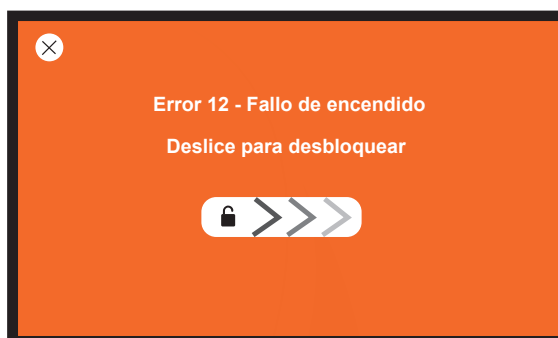 Error 12 - Fallo de encendido
Deslice para desbloquear